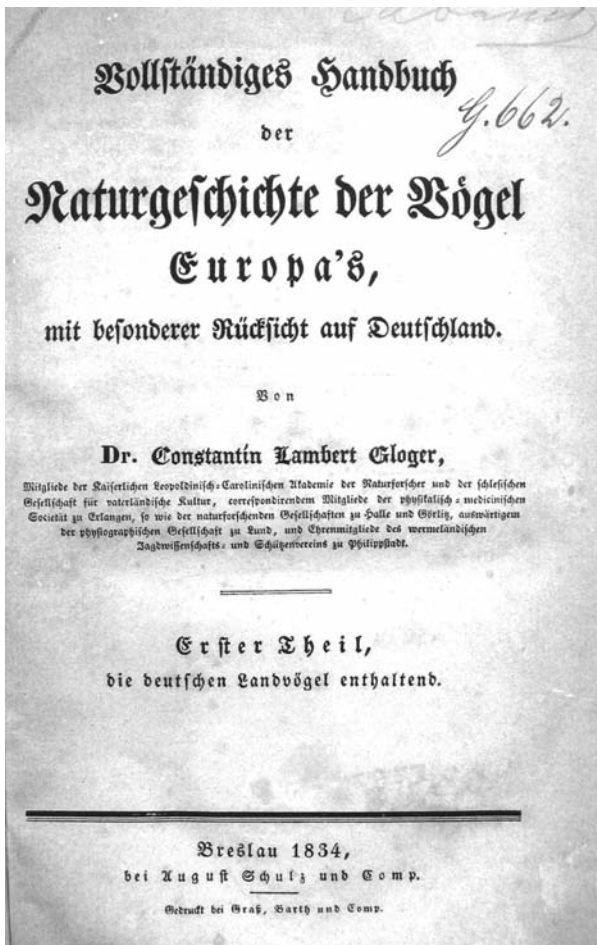 Vollständiges Handbuch
G. 662.
der
Naturgeschichte der Vögel
Europa's,
mit besonderer Rücksicht auf Deutschland.
Von
Dr. Constantin Lambert Gloger,
Mitgliede der Kaiserlichen Leopoldinisch-Carolinischen Akademie der Naturforscher und der schlesischen
Gesellschaft für vaterländische Kultur, correspondirendem Mitgliede der physikalisch-medicinischen
Societät zu Erlangen, so wie der naturforschenden Gesellschaften zu Halle und Görlitz, auswärtigem
der physiographischen Gesellschaft zu Lund, und Ehrenmitgliede des wermeländischen
Jagdwissenschafts- und Schützenvereins zu Philippstadt.
Erster Theil,
die deutschen Landvögel enthaltend.
Breslau 1834,
bei August Schulz und Comp.
Gedruckt bei Graß, Barth und Comp.